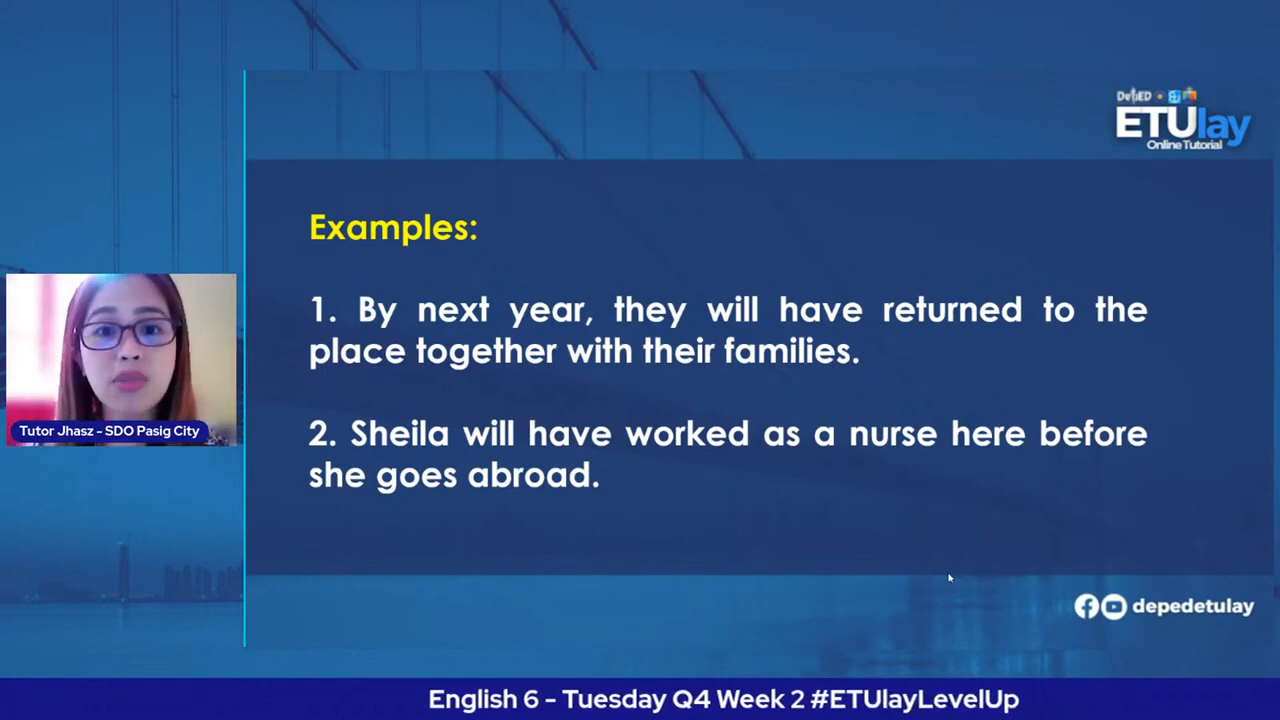 DepED
ETUlay
Online Tutorial
Examples:
1. By next year, they will have returned to the
place together with their families.
2. Sheila will have worked as a nurse here before
she goes abroad.
Tutor Jhasz - SDO Pasig City
depedetulay
English 6 - Tuesday Q4 Week 2 #ETUlayLevelUp